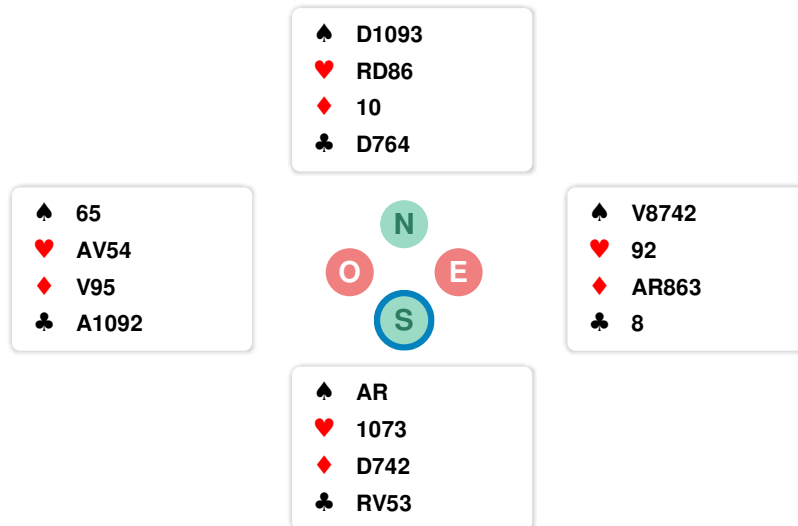 ♠ D1093
♥ RD86
♦ 10
♣ D764
♠ 65
♥ AV54
♦ V95
♣ A1092
N
O
E
S
♠ V8742
♥ 92
♦ AR863
♣ 8
♠ AR
♥ 1073
♦ D742
♣ RV53